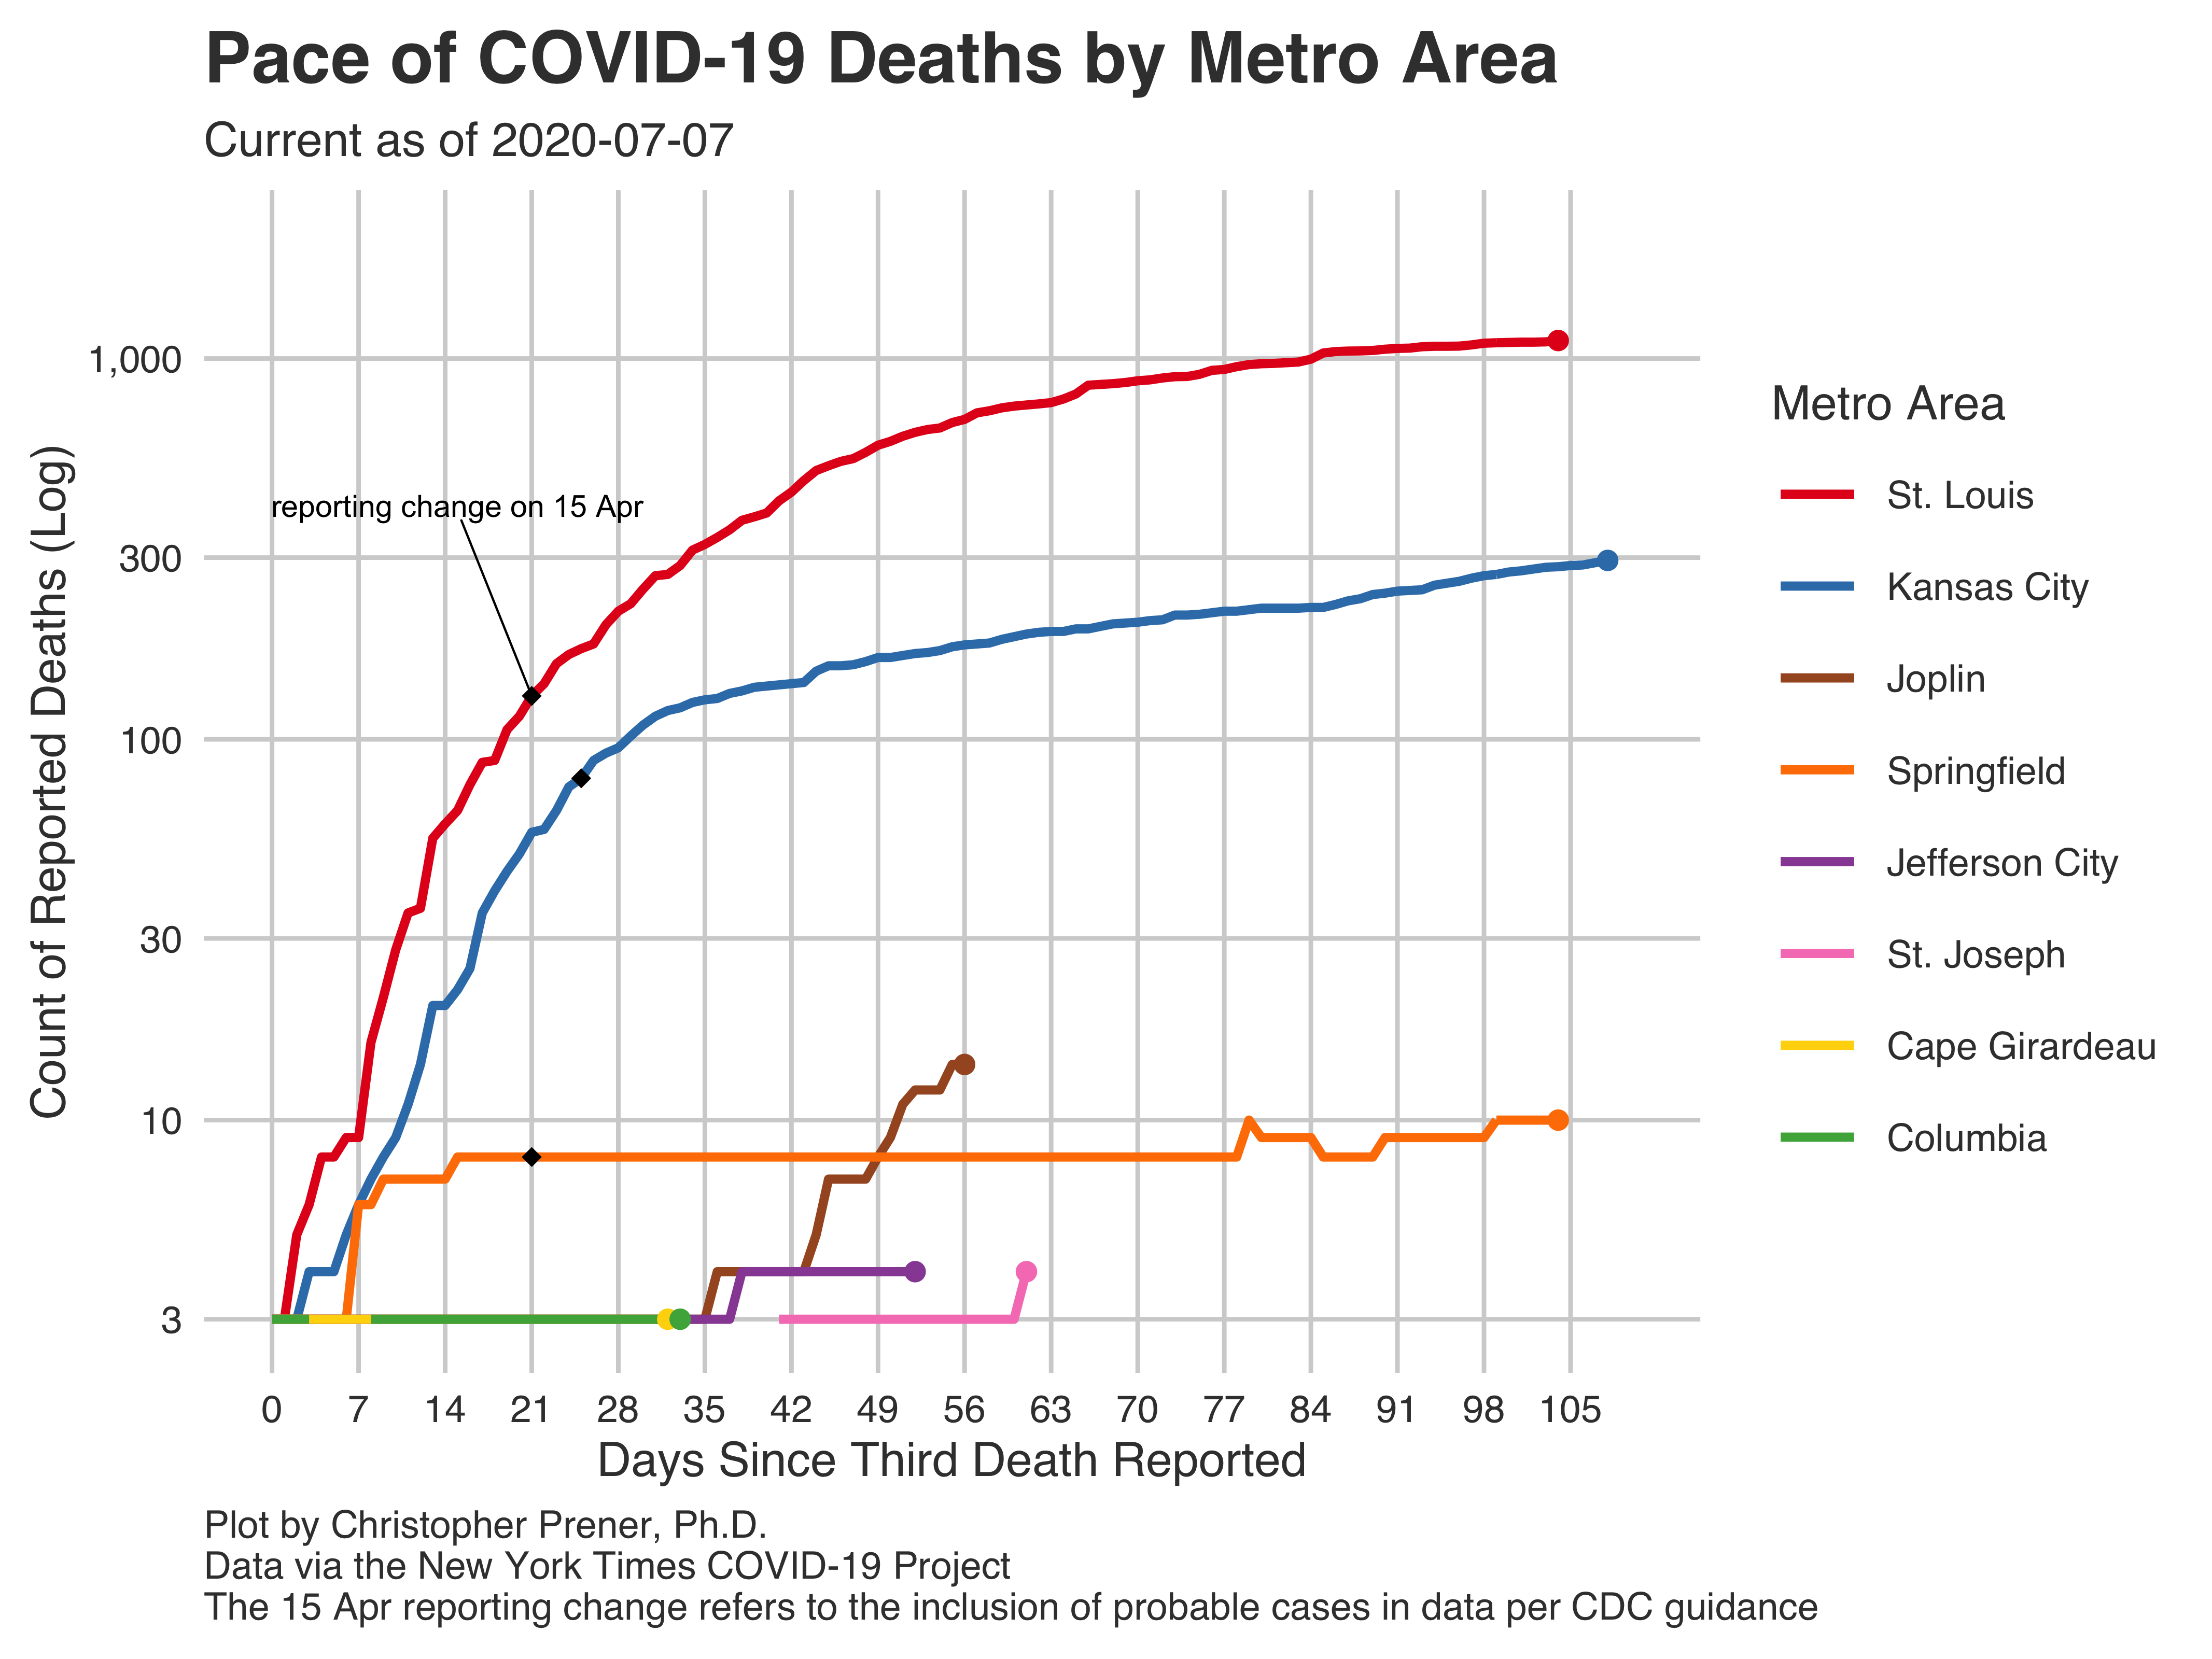 Pace of COVID-19 Deaths by Metro Area
Current as of 2020-07-07
Count of Reported Deaths (Log)
1,000
300
100
30
10
3
reporting change on 15 Apr
0 7 14 21 28 35 42 49 56 63 70 77 84 91 98 105
Days Since Third Death Reported
Metro Area
St. Louis
Kansas City
Joplin
Springfield
Jefferson City
St. Joseph
Cape Girardeau
Columbia
Plot by Christopher Prener, Ph.D.
Data via the New York Times COVID-19 Project
The 15 Apr reporting change refers to the inclusion of probable cases in data per CDC guidance